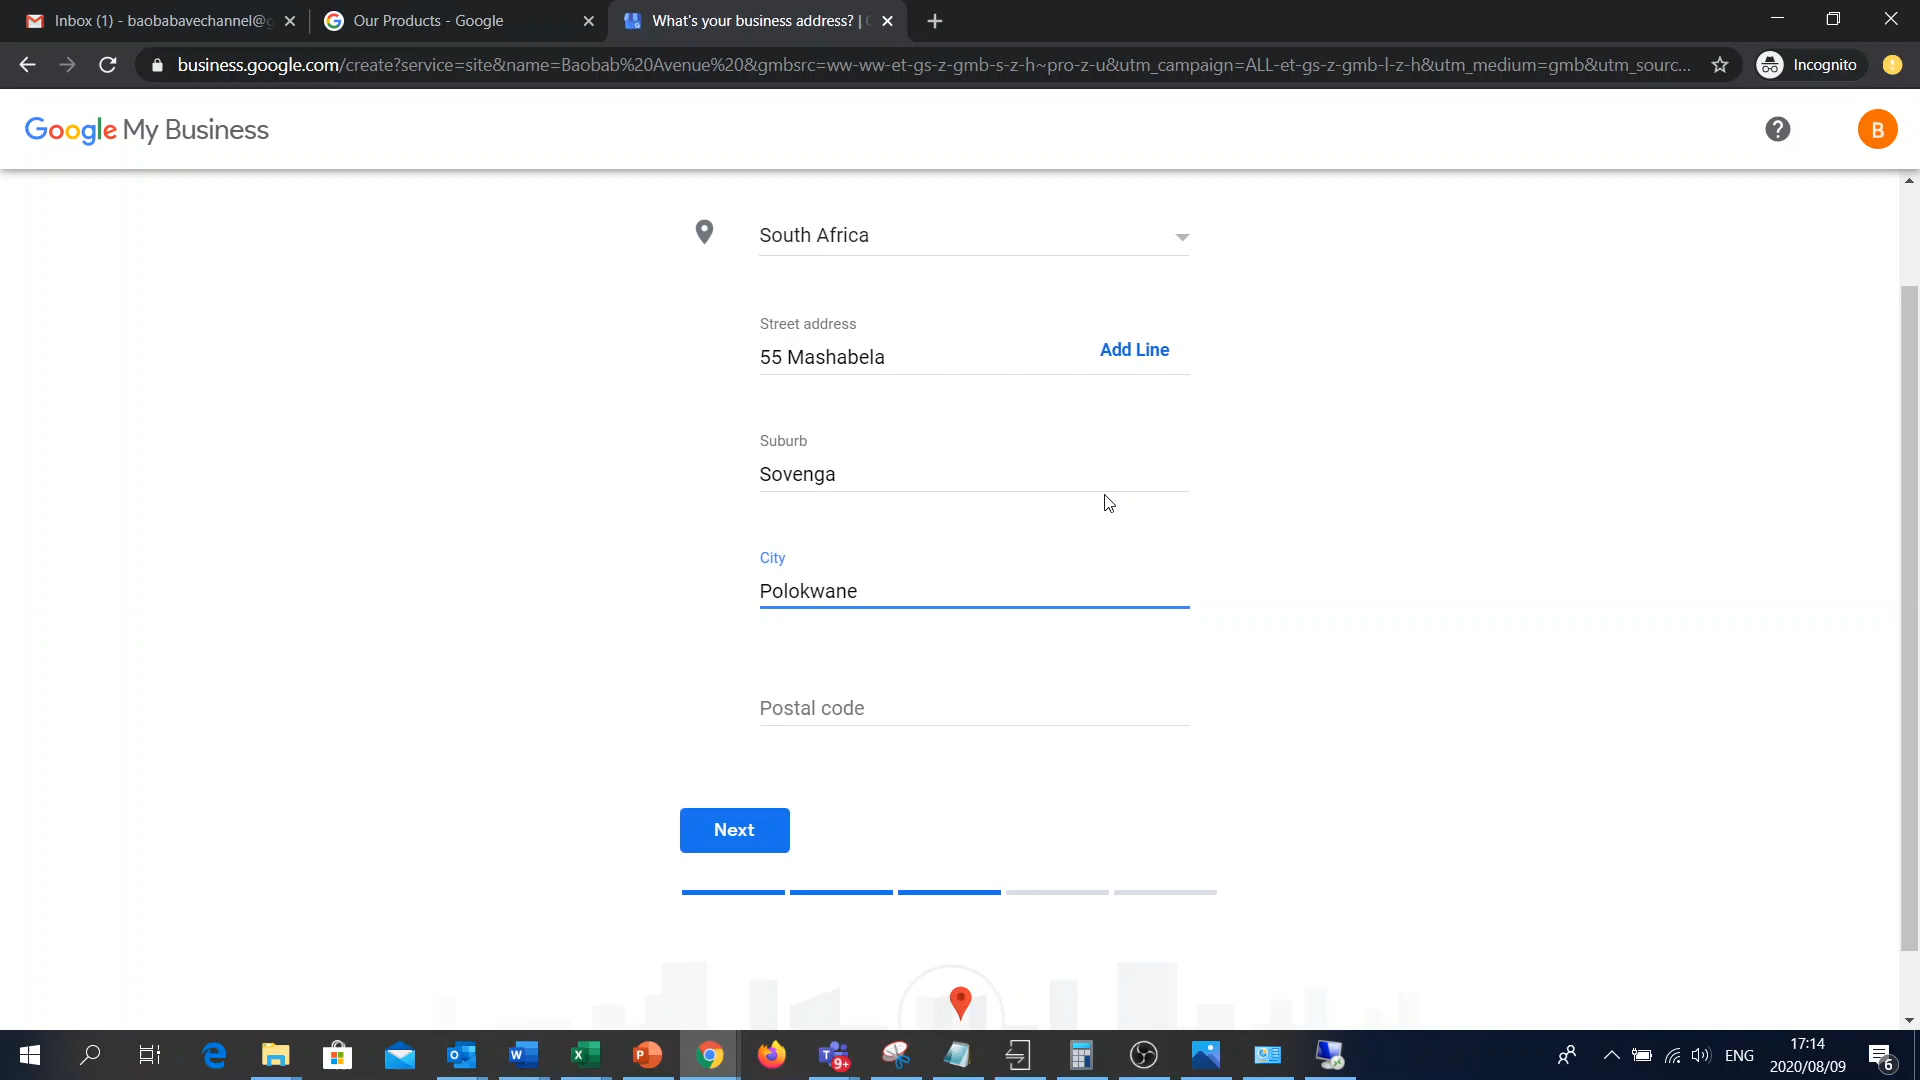 Inbox (1) - baobabavechannel@g
Our Products - Google
What's your business address? |
business.google.com/create?service=site&name=Baobab%20Avenue%20&gmbsrc=ww-ww-et-gs-z-gmb-s-z-h~pro-z-u&utm_campaign=ALL-et-gs-z-gmb-l-z-h&utm_medium=gmb&utm_sourc...
Incognito
Google My Business
B
South Africa
Street address
55 Mashabela
Add Line
Suburb
Sovenga
City
Polokwane
Postal code
Next
9+
ENG
17:14
2020/08/09
6